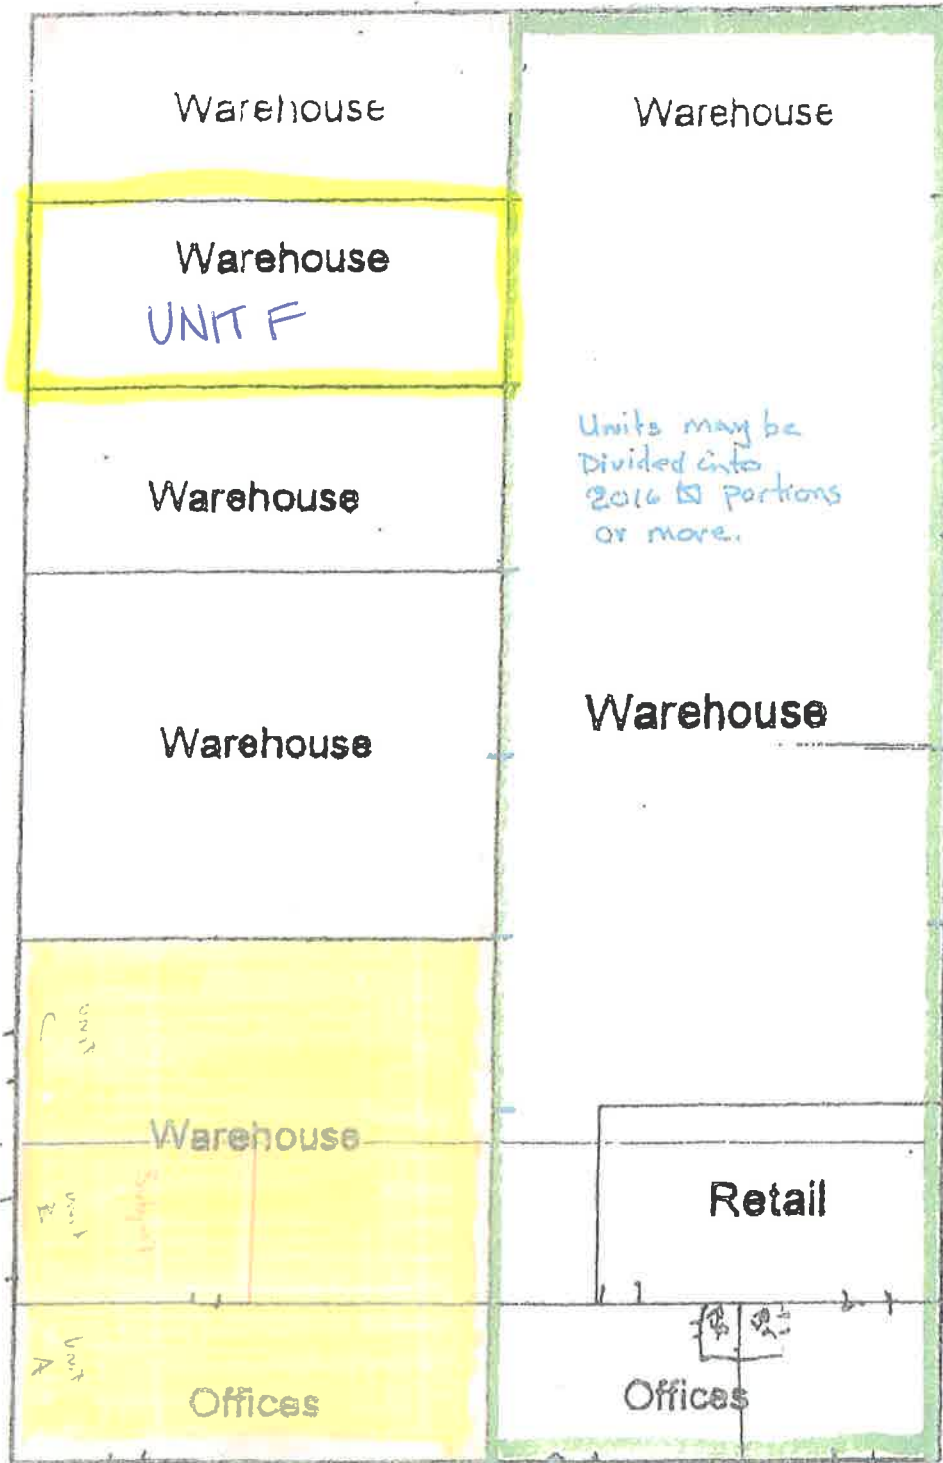 Warehouse
Warehouse
Warehouse
UNIT F
Units may be
Divided into
2016 portions
or more.
Warehouse
Warehouse
Warehouse
Unit
C
Warehouse
Retail
Unit
Unit
A
Offices
Offices